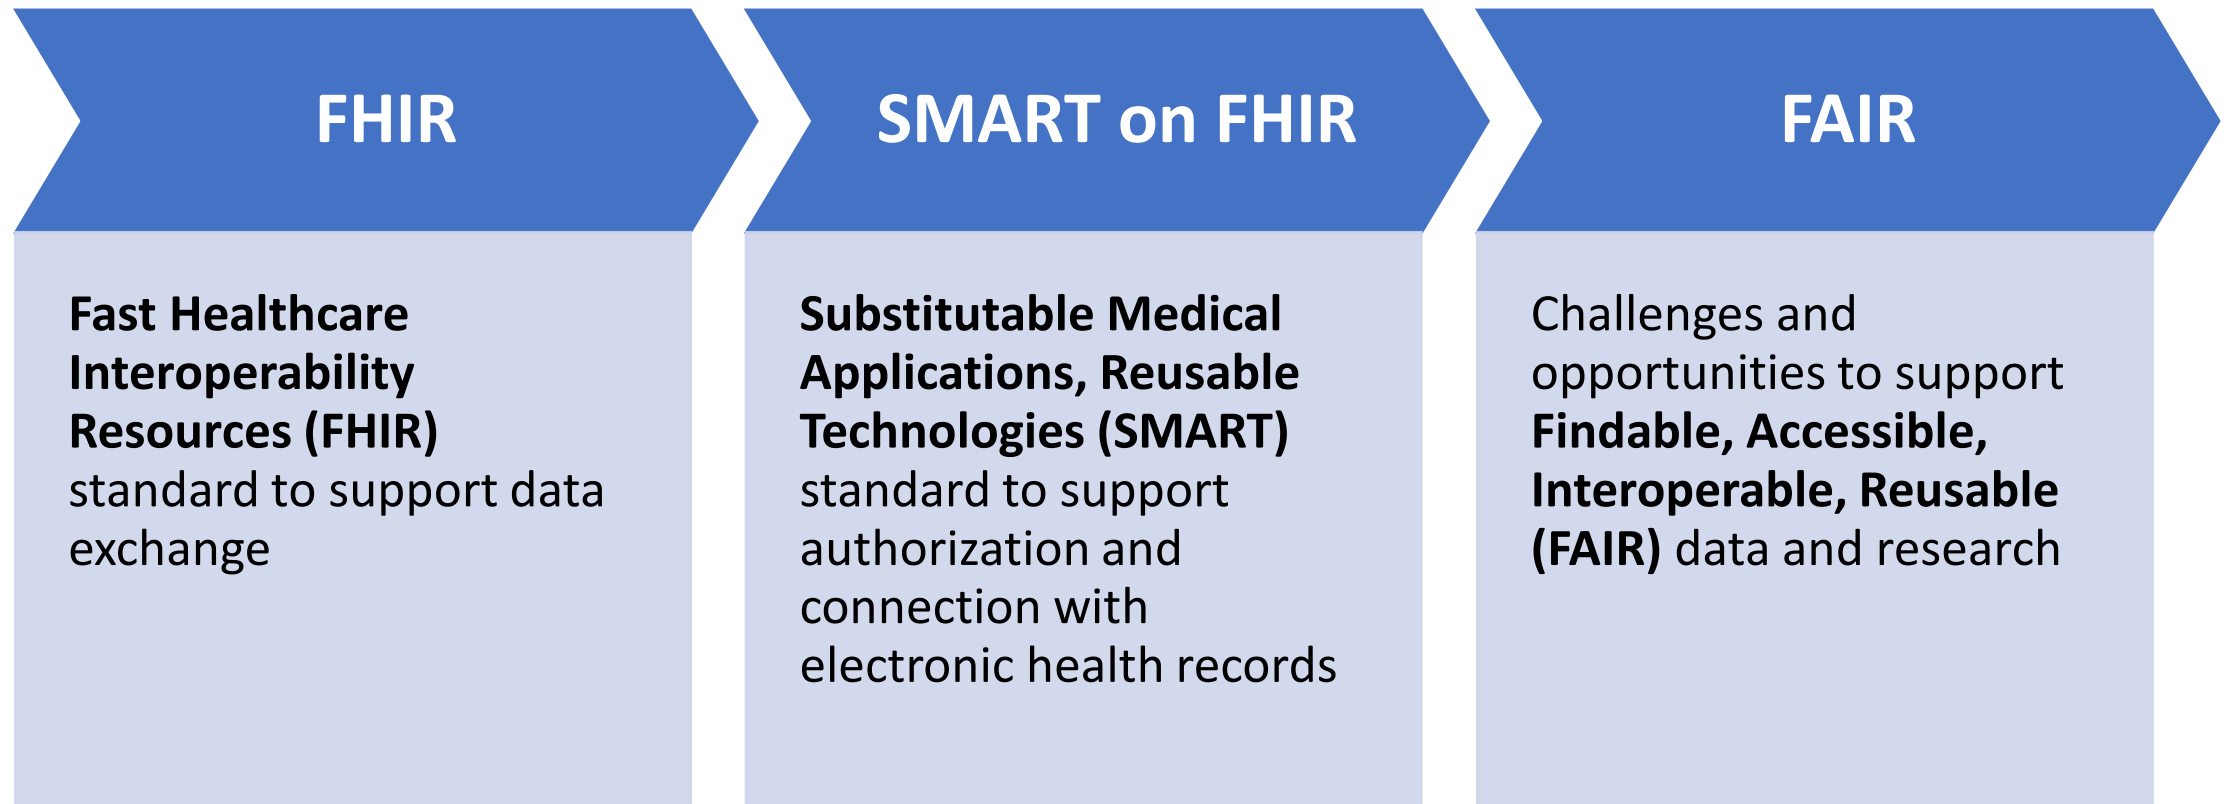 FHIR
Fast Healthcare
Interoperability
Resources (FHIR)
standard to support data
exchange
SMART on FHIR
Substitutable Medical
Applications, Reusable
Technologies (SMART)
standard to support
authorization and
connection with
electronic health records
FAIR
Challenges and
opportunities to support
Findable, Accessible,
Interoperable, Reusable
(FAIR) data and research